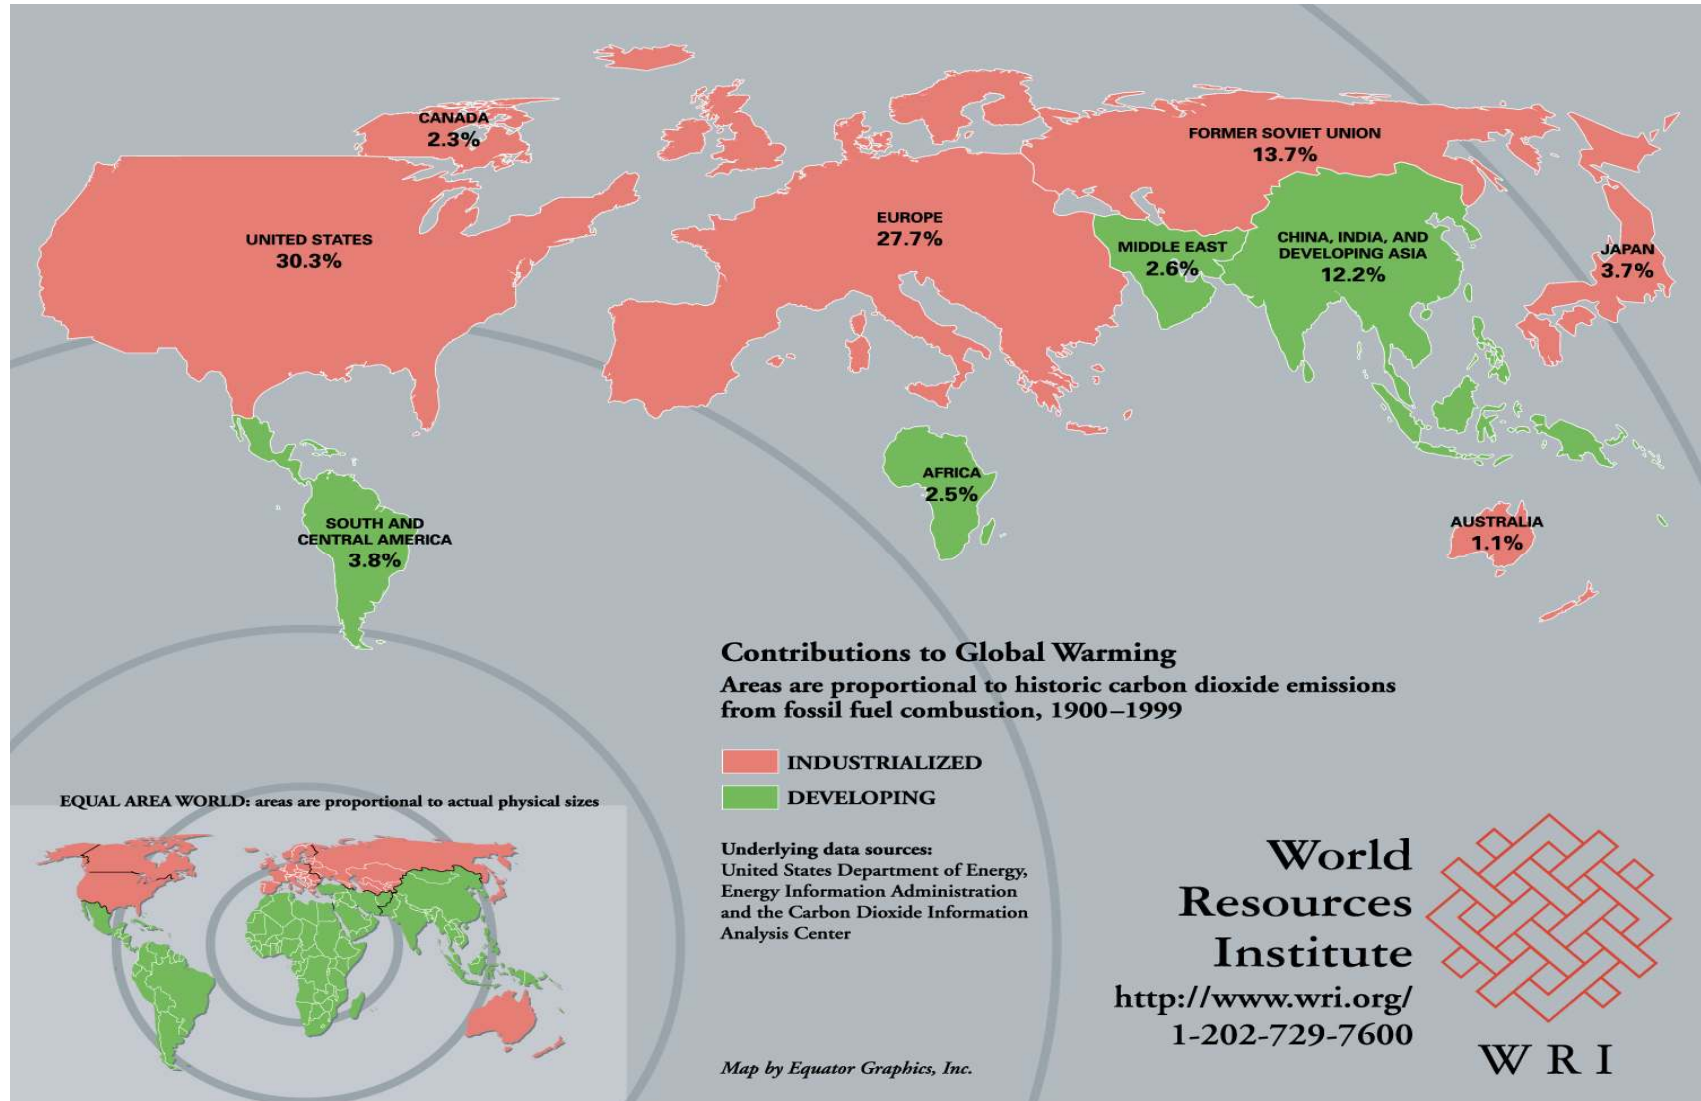 CANADA
2.3%
FORMER SOVIET UNION
13.7%
UNITED STATES
30.3%
EUROPE
27.7%
MIDDLE EAST
2.6%
CHINA, INDIA, AND
DEVELOPING ASIA
12.2%
JAPAN
3.7%
AFRICA
2.5%
SOUTH AND
CENTRAL AMERICA
3.8%
AUSTRALIA
1.1%
Contributions to Global Warming
Areas are proportional to historic carbon dioxide emissions
from fossil fuel combustion, 1900–1999
INDUSTRIALIZED
DEVELOPING
EQUAL AREA WORLD: areas are proportional to actual physical sizes
Underlying data sources:
United States Department of Energy,
Energy Information Administration
and the Carbon Dioxide Information
Analysis Center
Map by Equator Graphics, Inc.
World
Resources
Institute
http://www.wri.org/
1-202-729-7600
WRI